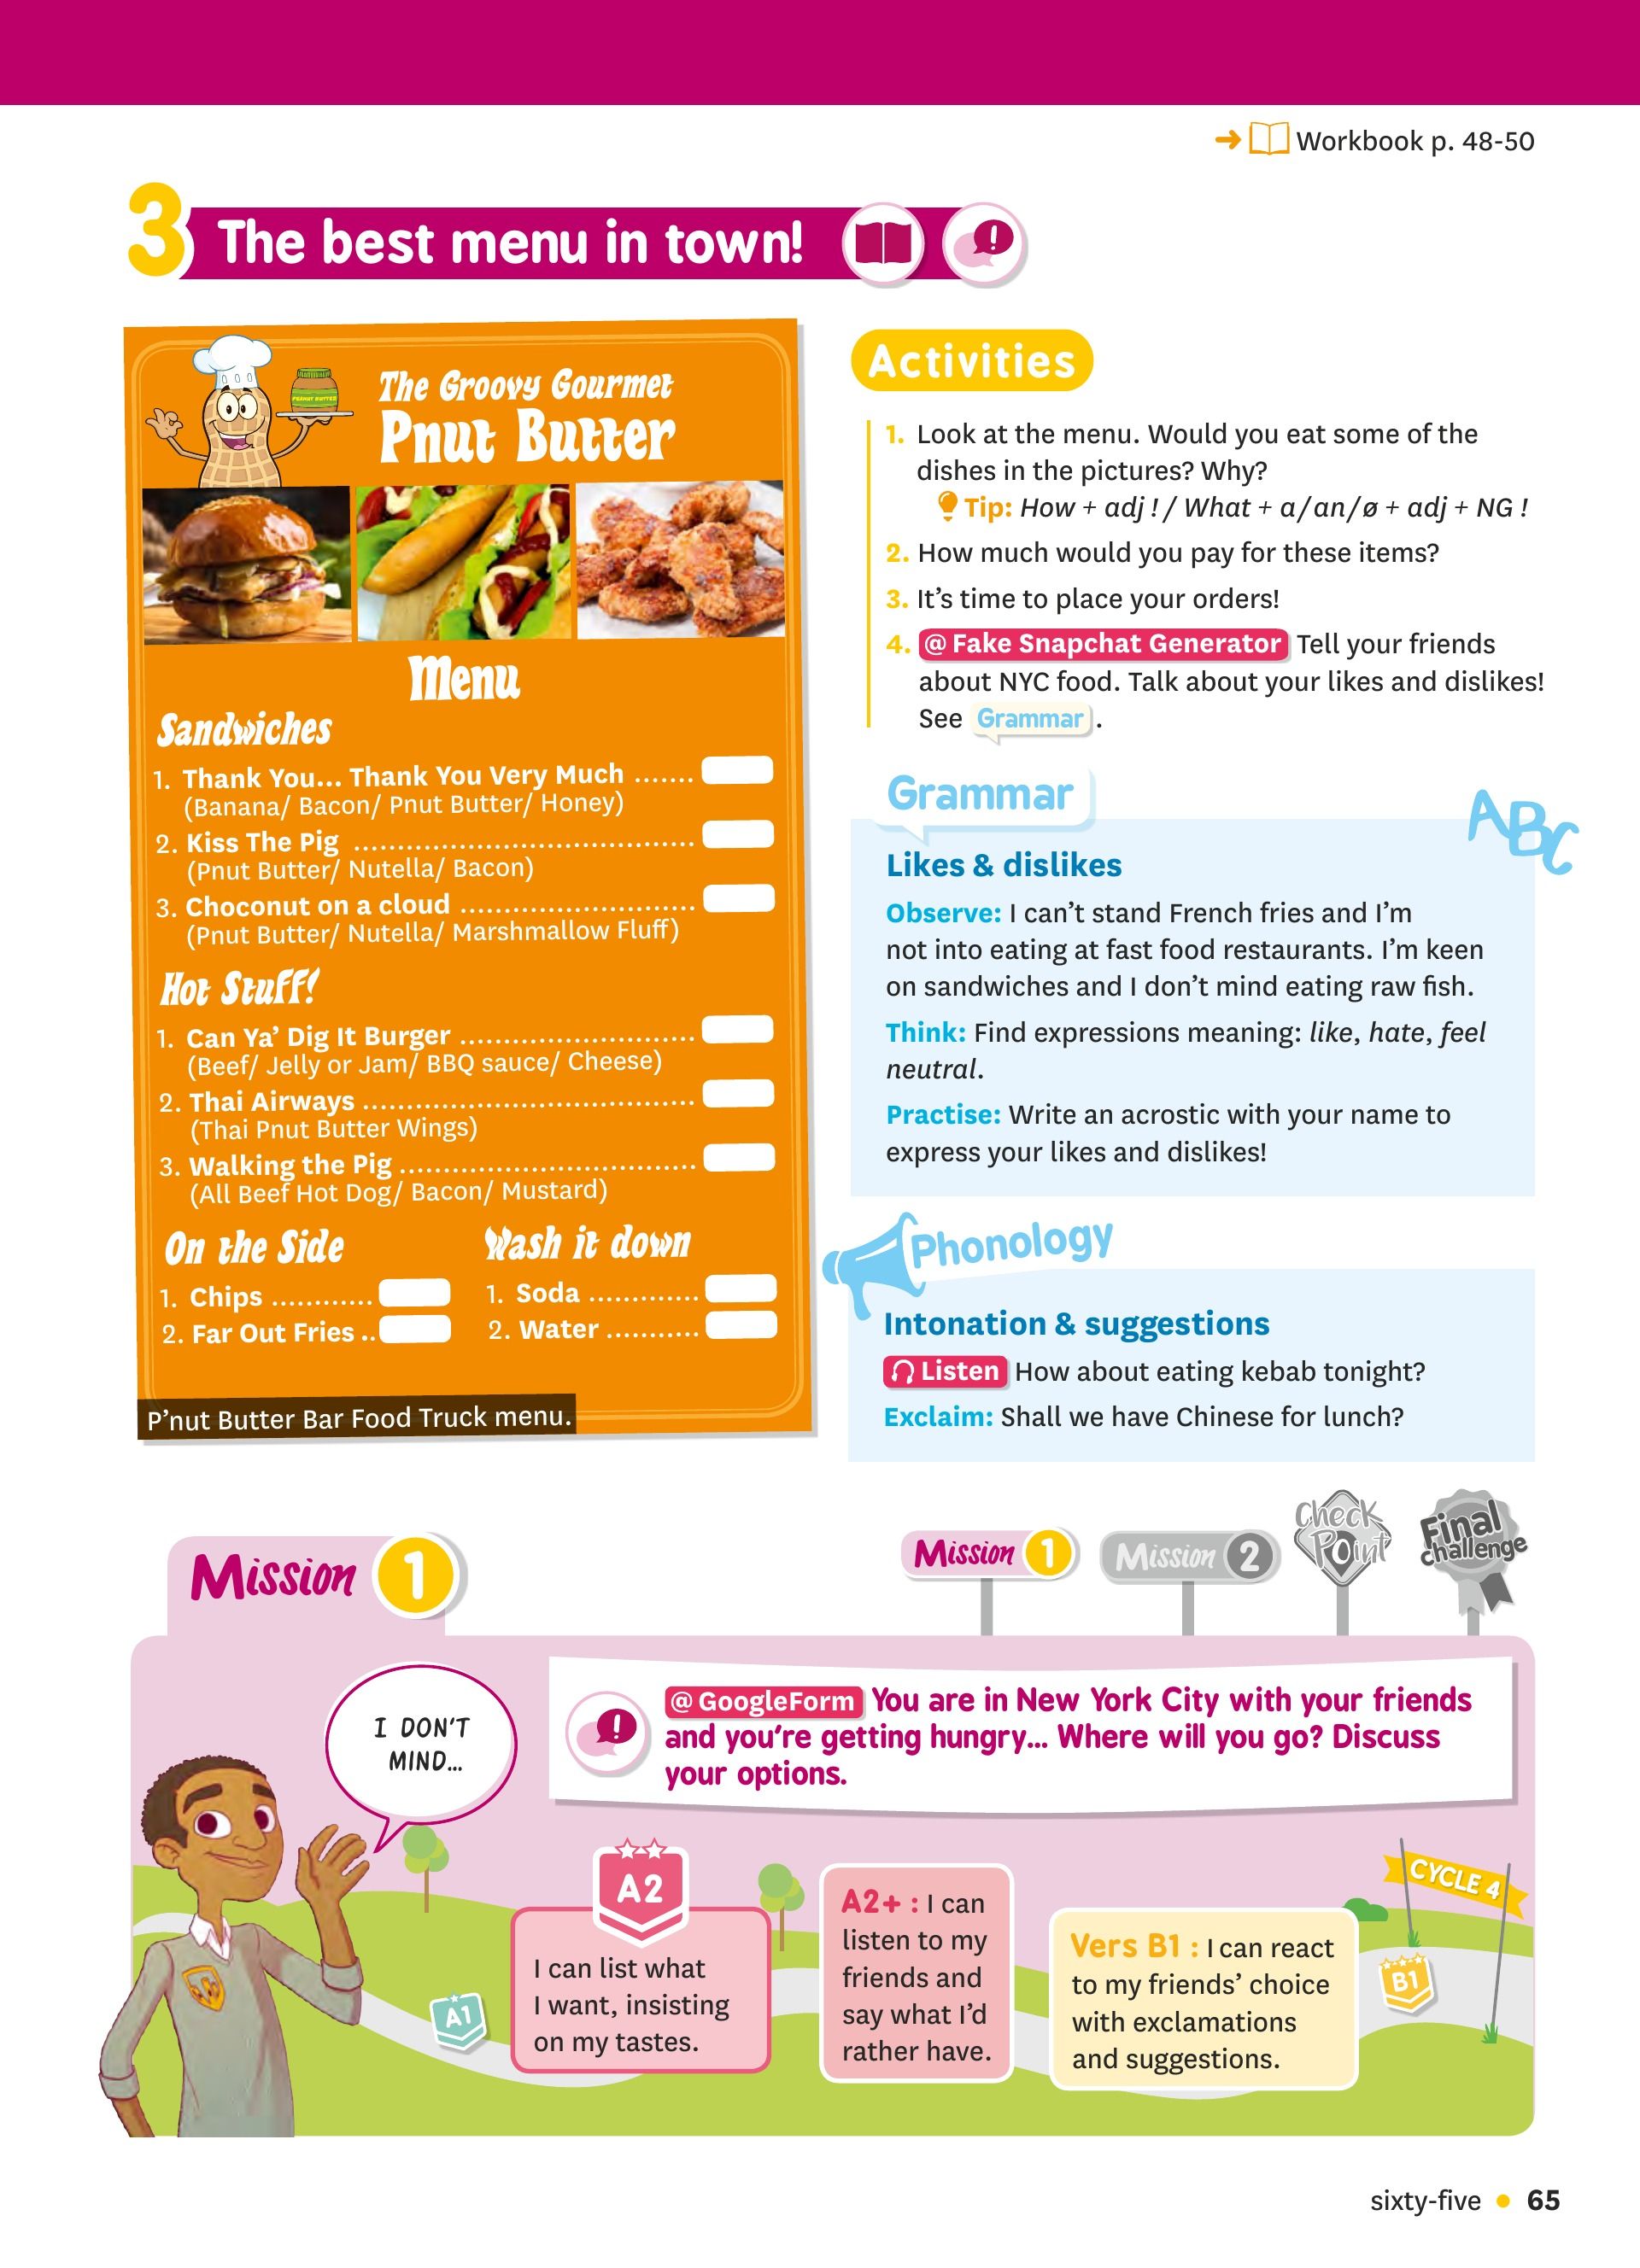 Workbook p. 48-50
3 The best menu in town!
PEANUT BUTTER
The Groovy Gourmet
Pnut Butter
Menu
Sandwiches
1. Thank You... Thank You Very Much .......
(Banana/ Bacon/ Pnut Butter/ Honey)
2. Kiss The Pig .......................................
(Pnut Butter/ Nutella/ Bacon)
3. Choconut on a cloud ...........................
(Pnut Butter/ Nutella/ Marshmallow Fluff)
Hot Stuff!
1. Can Ya' Dig It Burger ...........................
(Beef/ Jelly or Jam/ BBQ sauce/ Cheese)
2. Thai Airways ......................................
(Thai Pnut Butter Wings)
3. Walking the Pig ..................................
(All Beef Hot Dog/ Bacon/ Mustard)
On the Side
1. Chips ............
2. Far Out Fries ..
Wash it down
1. Soda .............
2. Water ...........
P'nut Butter Bar Food Truck menu.
Activities
1. Look at the menu. Would you eat some of the
dishes in the pictures? Why?
Tip: How + adj ! / What + a/an/ø + adj + NG !
2. How much would you pay for these items?
3. It's time to place your orders!
4. @ Fake Snapchat Generator Tell your friends
about NYC food. Talk about your likes and dislikes!
See Grammar .
Grammar
ABC
Likes & dislikes
Observe: I can't stand French fries and I'm
not into eating at fast food restaurants. I'm keen
on sandwiches and I don't mind eating raw fish.
Think: Find expressions meaning: like, hate, feel
neutral.
Practise: Write an acrostic with your name to
express your likes and dislikes!
Phonology
Intonation & suggestions
Listen How about eating kebab tonight?
Exclaim: Shall we have Chinese for lunch?
Mission 1
Mission 1
Mission 2
Check
Point
Final
challenge
I DON'T
MIND...
@ GoogleForm You are in New York City with your friends
and you're getting hungry... Where will you go? Discuss
your options.
A1
A2
I can list what
I want, insisting
on my tastes.
A2+ : I can
listen to my
friends and
say what I'd
rather have.
Vers B1 : I can react
to my friends' choice
with exclamations
and suggestions.
CYCLE 4
B1
sixty-five • 65